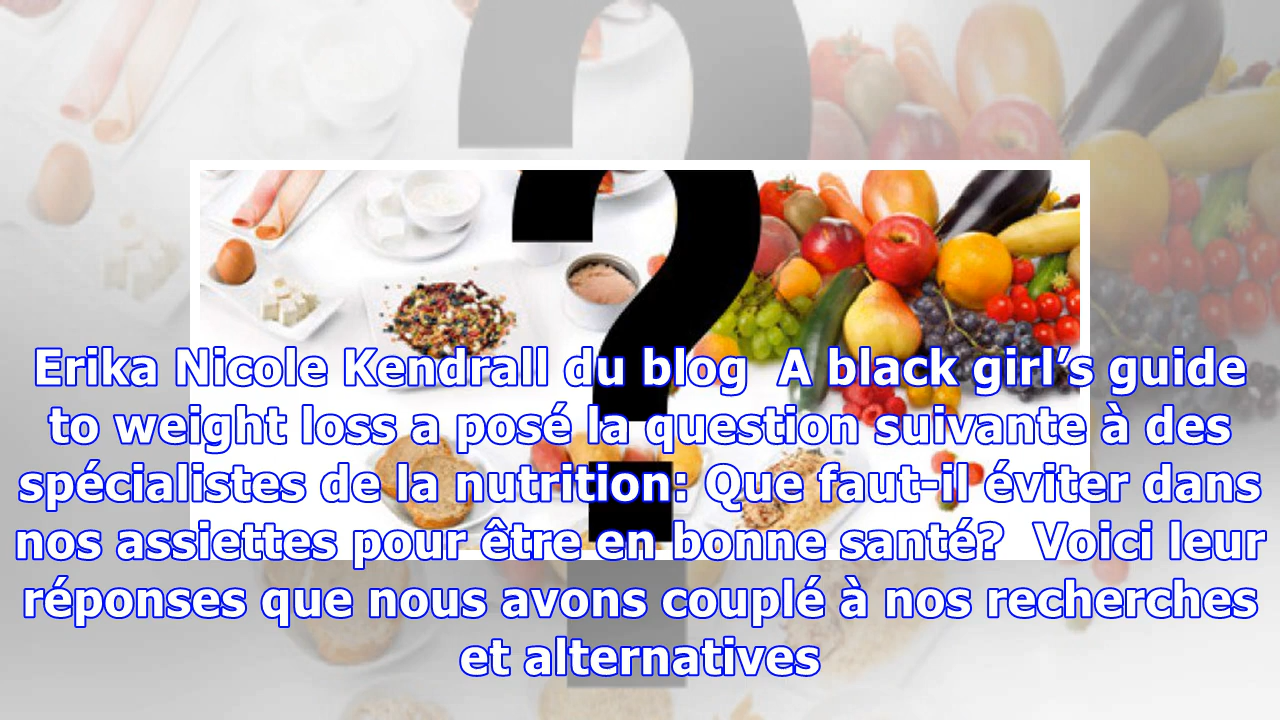 Erika Nicole Kendrall du blog  A black girl’s guide
to weight loss a posé la question suivante à des
spécialistes de la nutrition: Que faut-il éviter dans
nos assiettes pour être en bonne santé?  Voici leur
réponses que nous avons couplé à nos recherches
et alternatives